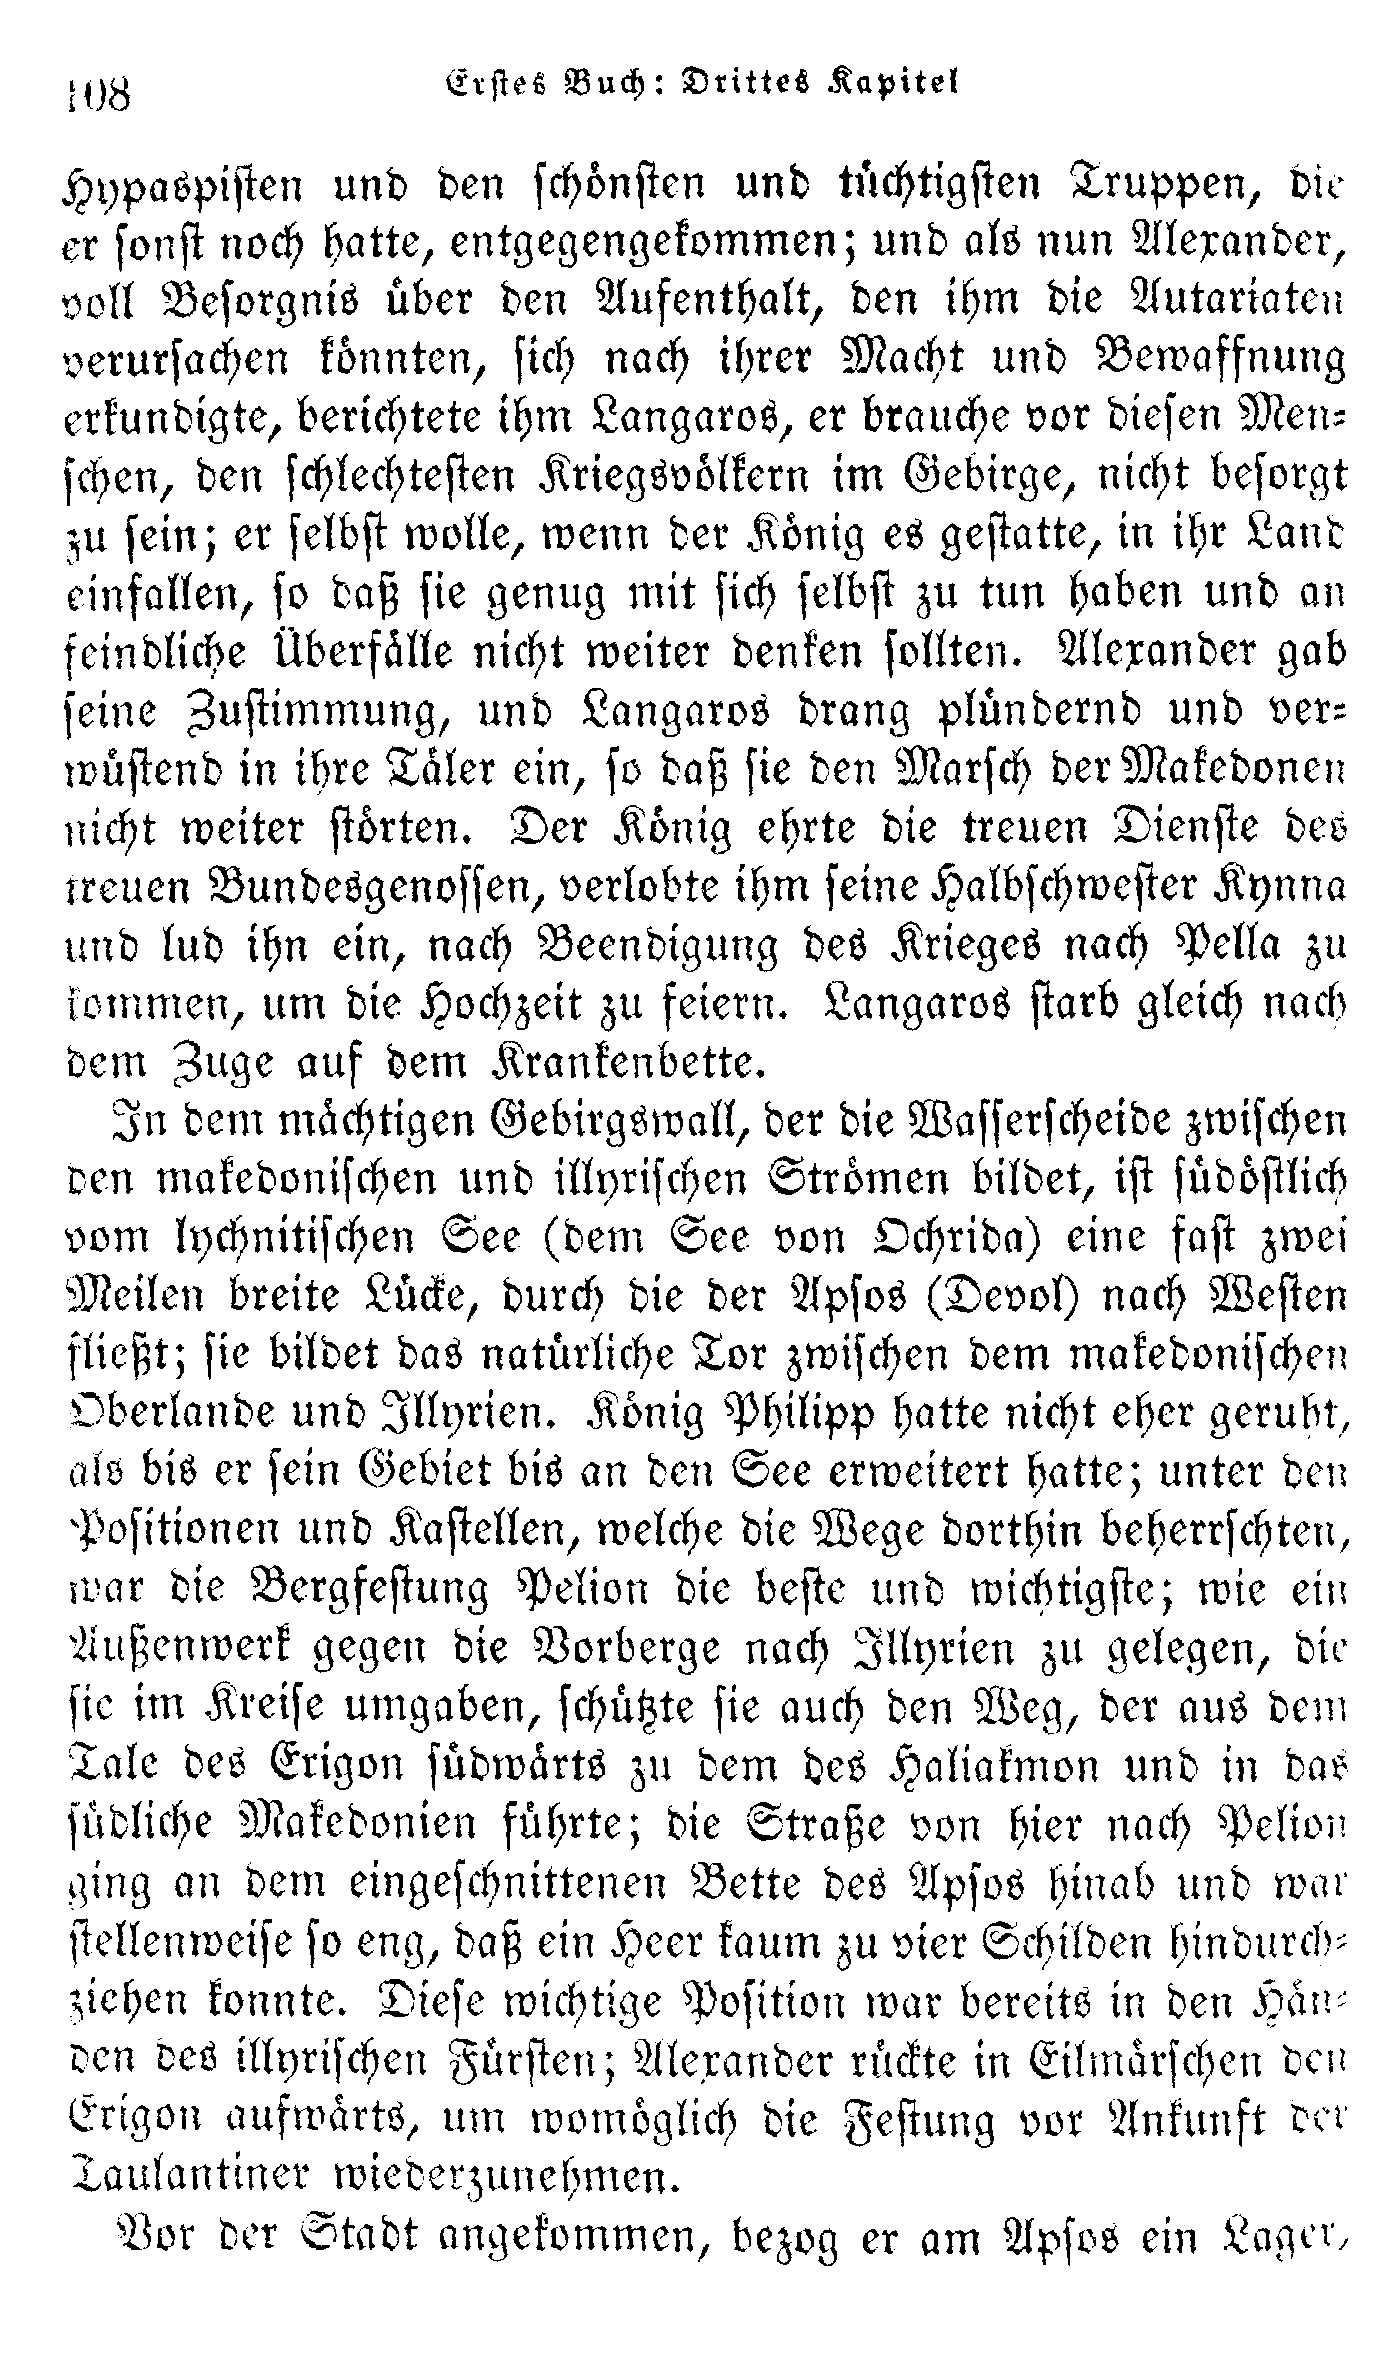 108
Erstes Buch: Drittes Kapitel
Hypaspisten und den schönsten und tüchtigsten Truppen, die
er sonst noch hatte, entgegengekommen; und als nun Alexander,
voll Besorgnis über den Aufenthalt, den ihm die Autariaten
verursachen könnten, sich nach ihrer Macht und Bewaffnung
erkundigte, berichtete ihm Langaros, er brauche vor diesen Men-
schen, den schlechtesten Kriegsvölkern im Gebirge, nicht besorgt
zu sein; er selbst wolle, wenn der König es gestatte, in ihr Land
einfallen, so daß sie genug mit sich selbst zu tun haben und an
feindliche Überfälle nicht weiter denken sollten. Alexander gab
seine Zustimmung, und Langaros drang plündernd und ver-
wüstend in ihre Täler ein, so daß sie den Marsch der Makedonen
nicht weiter störten. Der König ehrte die treuen Dienste des
treuen Bundesgenossen, verlobte ihm seine Halbschwester Kynna
und lud ihn ein, nach Beendigung des Krieges nach Pella zu
kommen, um die Hochzeit zu feiern. Langaros starb gleich nach
dem Zuge auf dem Krankenbette.
In dem mächtigen Gebirgswall, der die Wasserscheide zwischen
den makedonischen und illyrischen Strömen bildet, ist südöstlich
vom lychnitischen See (dem See von Ochrida) eine fast zwei
Meilen breite Lücke, durch die der Apsos (Devol) nach Westen
fließt; sie bildet das natürliche Tor zwischen dem makedonischen
Oberlande und Illyrien. König Philipp hatte nicht eher geruht,
als bis er sein Gebiet bis an den See erweitert hatte; unter den
Positionen und Kastellen, welche die Wege dorthin beherrschten,
war die Bergfestung Pelion die beste und wichtigste; wie ein
Außenwerk gegen die Vorberge nach Illyrien zu gelegen, die
sie im Kreise umgaben, schützte sie auch den Weg, der aus dem
Tale des Erigon südwärts zu dem des Haliakmon und in das
südliche Makedonien führte; die Straße von hier nach Pelion
ging an dem eingeschnittenen Bette des Apsos hinab und war
stellenweise so eng, daß ein Heer kaum zu vier Schilden hindurch-
ziehen konnte. Diese wichtige Position war bereits in den Hän-
den des illyrischen Fürsten; Alexander rückte in Eilmärschen den
Erigon aufwärts, um womöglich die Festung vor Ankunft der
Taulantiner wiederzunehmen.
Vor der Stadt angekommen, bezog er am Apsos ein Lager,